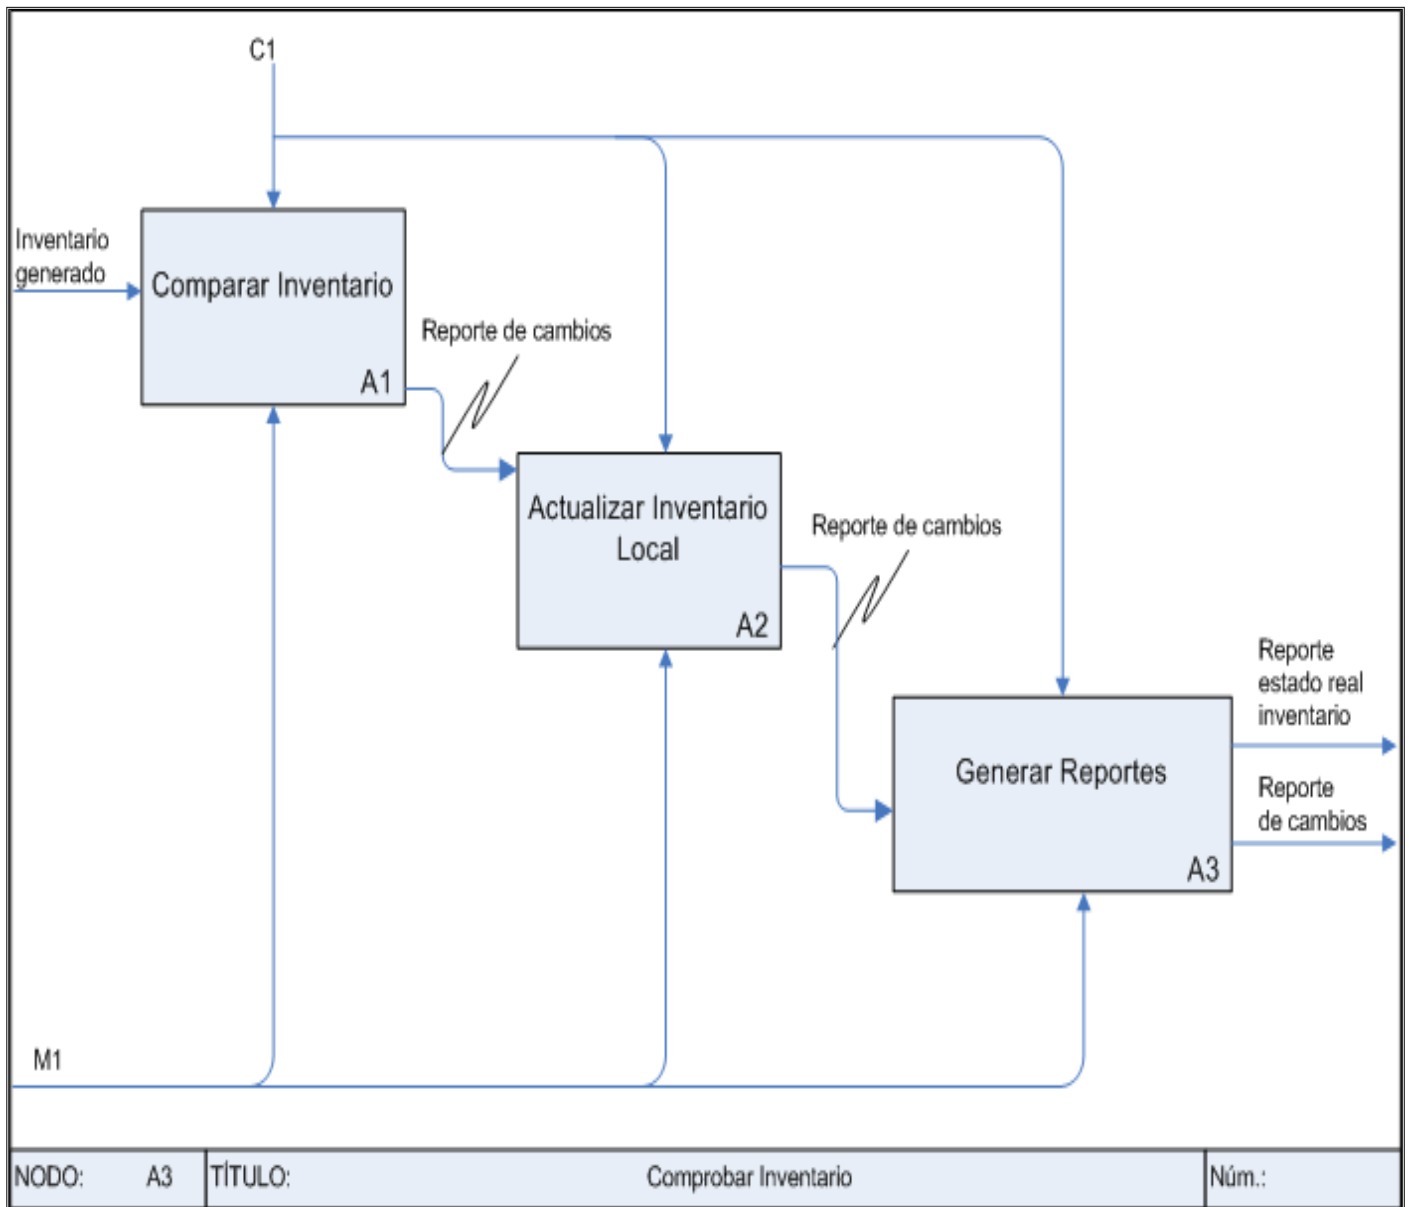 C1
Inventario
generado
Comparar Inventario
A1
Reporte de cambios
Actualizar Inventario
Local
A2
Reporte de cambios
Reporte
estado real
inventario
Generar Reportes
Reporte
de cambios
A3
M1
NODO: A3 TÍTULO: Comprobar Inventario Núm.: